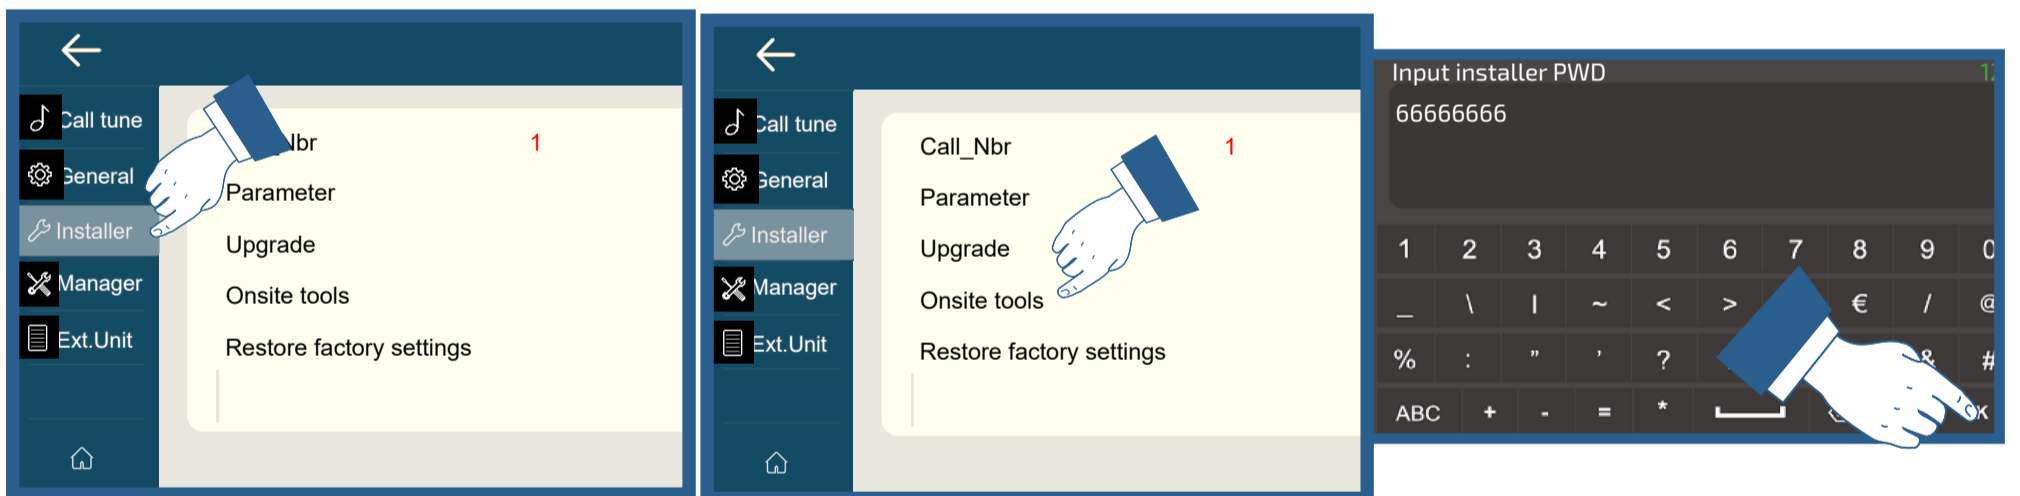 Call tune
Nbr 1
General
Parameter
Installer
Upgrade
Manager
Onsite tools
Ext.Unit
Restore factory settings
Call tune
Call_Nbr 1
General
Parameter
Installer
Upgrade
Manager
Onsite tools
Ext.Unit
Restore factory settings
Input installer PWD
66666666
1 2 3 4 5 6 7 8 9 0
_ \ | ~ < > € / @
% : " ' ? & #
ABC + - = * K